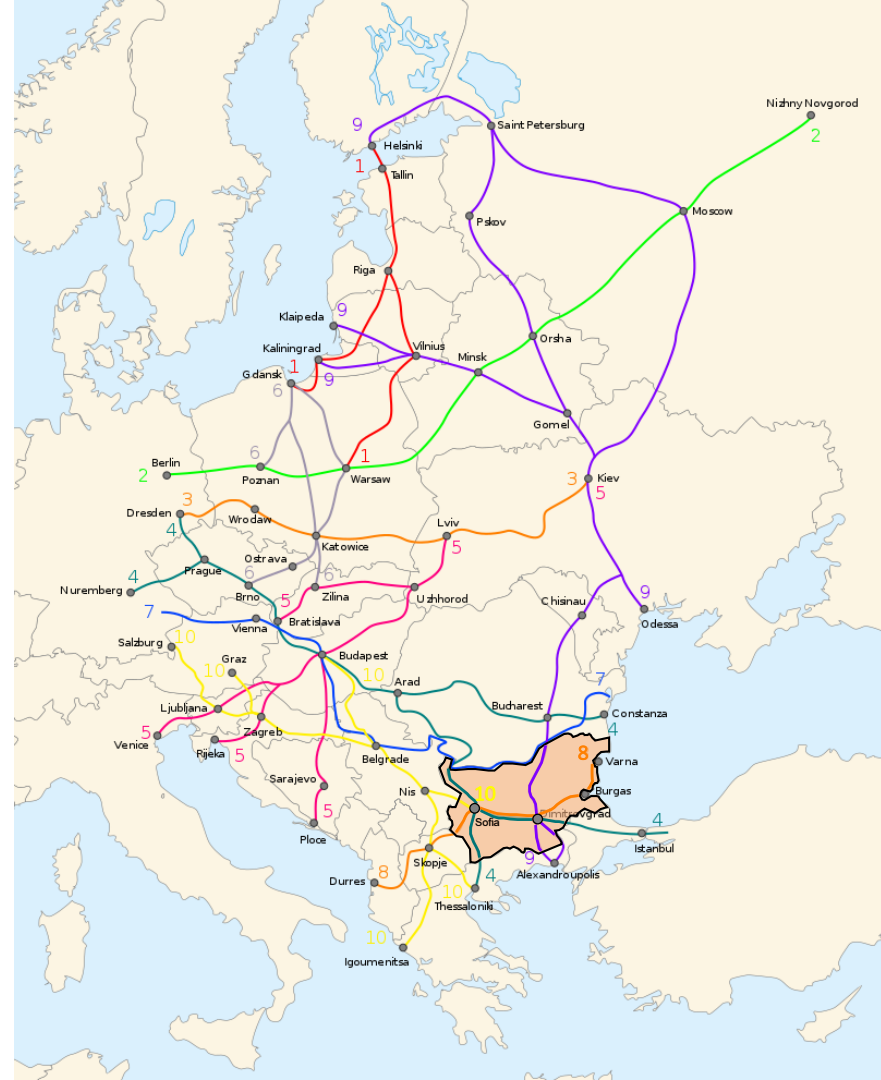 Nizhny Novgorod
2
9
Saint Petersburg
Helsinki
1
Tallin
Moscow
Pskov
Riga
Klaipeda
9
Orsha
Kaliningrad
Vilnius
Minsk
Gdansk
1
9
6
Gomel
Berlin
6
1
2
Poznan
Warsaw
3
Kiev
5
Dresden
3
Wrodaw
Lviv
4
Katowice
5
Ostrava
Prague
Nuremberg
4
6
Brno
6
Zilina
Uzhhorod
5
Chisinau
9
Odessa
7
Vienna
Bratislava
Salzburg
10
Graz
10
Budapest
10
Arad
7
Ljubljana
Bucharest
Constanza
4
5
Venice
Zagreb
Rijeka
5
Belgrade
8
Varna
Sarajevo
Nis
10
Burgas
5
Ploce
Sofia
Dimitrovgrad
4
Istanbul
Skopje
9
Alexandroupolis
Durres
8
4
10
Thessaloniki
10
Igoumenitsa